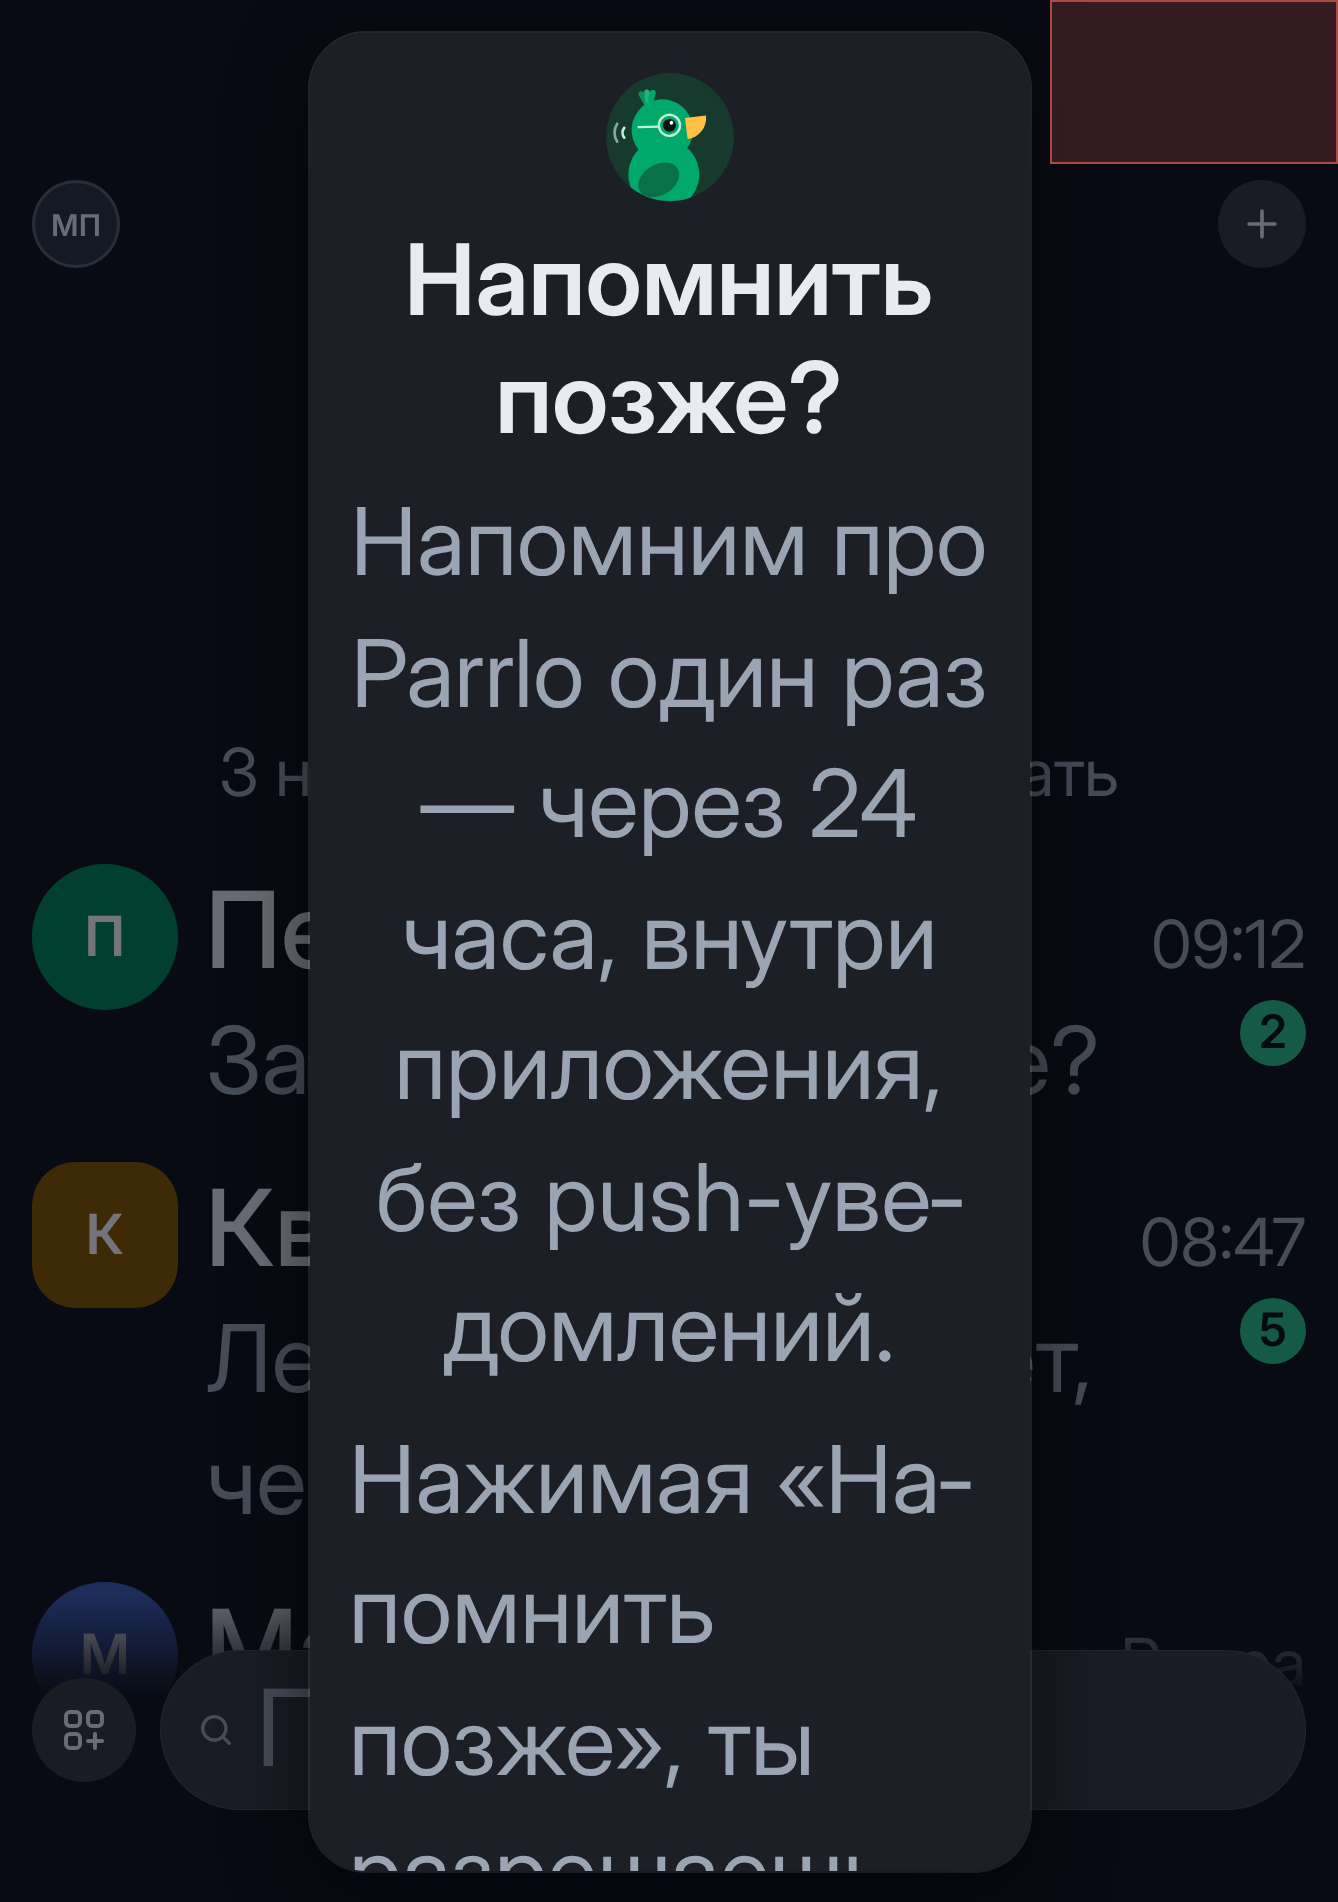 МП
Напомнить
позже?
Напомним про
Parrlo один раз
— через 24
часа, внутри
приложения,
без push-уве-
домлений.
Нажимая «На-
помнить
позже», ты
разрешаешь
П
09:12
2
К
08:47
5
М